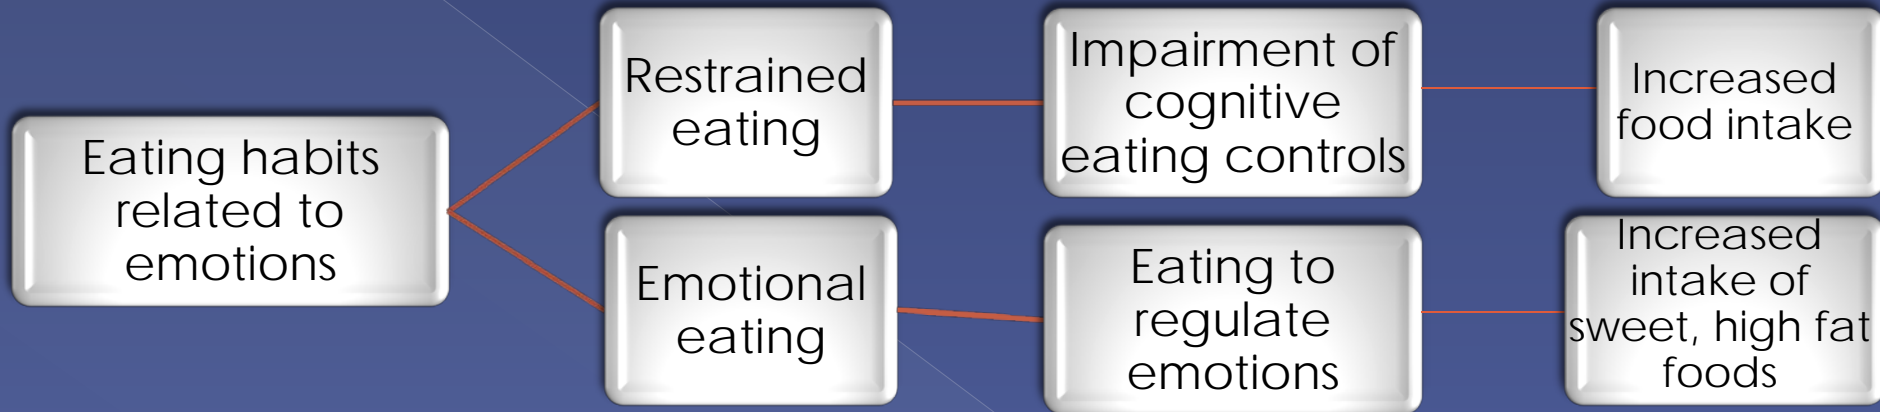 Eating habits
related to
emotions
Restrained
eating
Impairment of
cognitive
eating controls
Increased
food intake
Emotional
eating
Eating to
regulate
emotions
Increased
intake of
sweet, high fat
foods